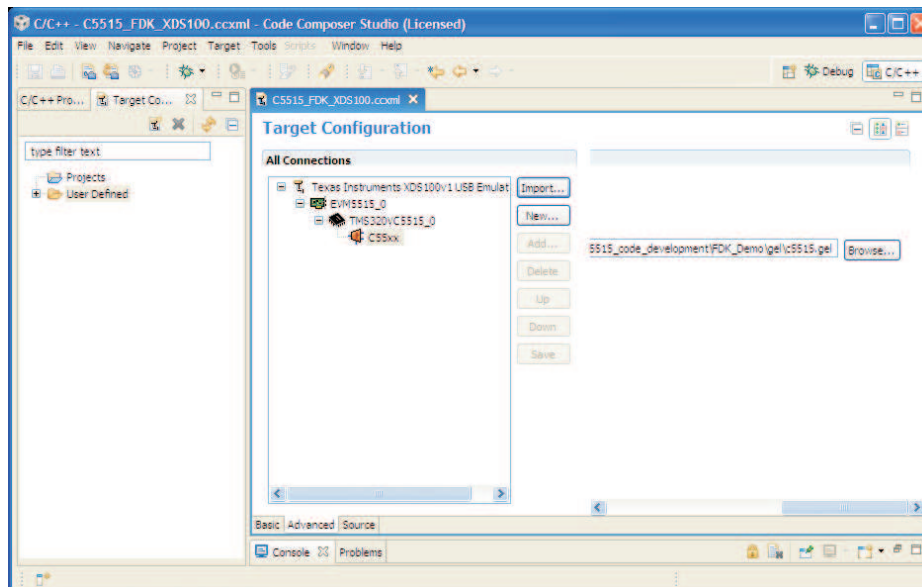 C/C++ - C5515_FDK_XDS100.ccxml - Code Composer Studio (Licensed)
File Edit View Navigate Project Target Tools Scripts Window Help
Debug C/C++
C/C++ Pro... Target Co...
type filter text
Projects
User Defined
C5515_FDK_XDS100.ccxml
Target Configuration
All Connections
Texas Instruments XDS100v1 USB Emulat
EVM5515_0
TMS320VC5515_0
C55xx
Import...
New...
Add...
Delete
Up
Down
Save
5515_code_development\FDK_Demo\gel\c5515.gel Browse...
Basic Advanced Source
Console Problems